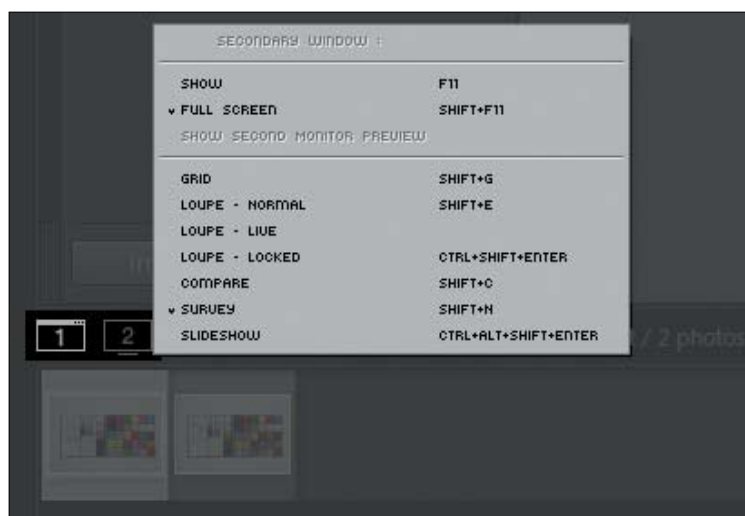 SECONDARY WINDOW :
SHOW F11
FULL SCREEN SHIFT+F11
SHOW SECOND MONITOR PREVIEW
GRID SHIFT+G
LOUPE - NORMAL SHIFT+E
LOUPE - LIVE
LOUPE - LOCKED CTRL+SHIFT+ENTER
COMPARE SHIFT+C
SURVEY SHIFT+N
SLIDESHOW CTRL+ALT+SHIFT+ENTER
1 2 / 2 photos